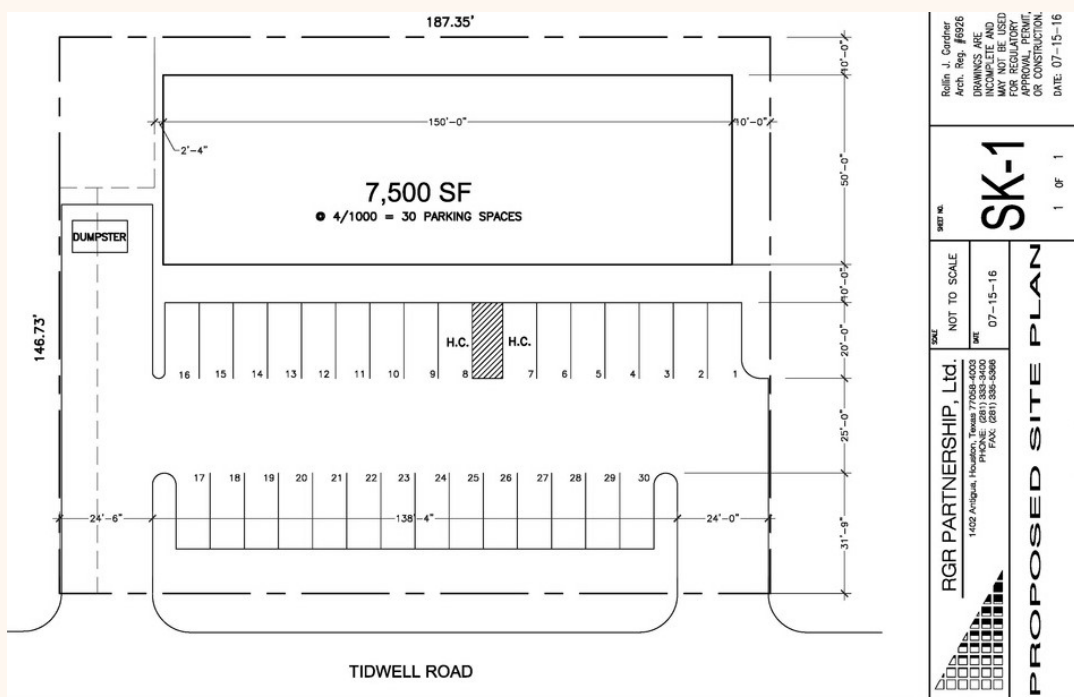 187.35'
146.73'
10'-0"
150'-0"
10'-0"
2'-4"
50'-0"
7,500 SF
@ 4/1000 = 30 PARKING SPACES
DUMPSTER
10'-0"
H.C. H.C.
20'-0"
16 15 14 13 12 11 10 9 8 7 6 5 4 3 2 1
25'-0"
17 18 19 20 21 22 23 24 25 26 27 28 29 30
24'-6"
138'-4"
24'-0"
31'-9"
TIDWELL ROAD
Rollin J. Gardner
Arch. Reg. #6926
DRAWINGS ARE
INCOMPLETE AND
MAY NOT BE USED
FOR REGULATORY
APPROVAL, PERMIT,
OR CONSTRUCTION.
DATE: 07-15-16
SHEET NO.
SK-1
1 OF 1
SCALE
NOT TO SCALE
DATE
07-15-16
RGR PARTNERSHIP, Ltd.
1402 Antigua, Houston, Texas 77058-4003
PHONE: (281) 333-3400
FAX: (281) 335-5366
PROPOSED SITE PLAN